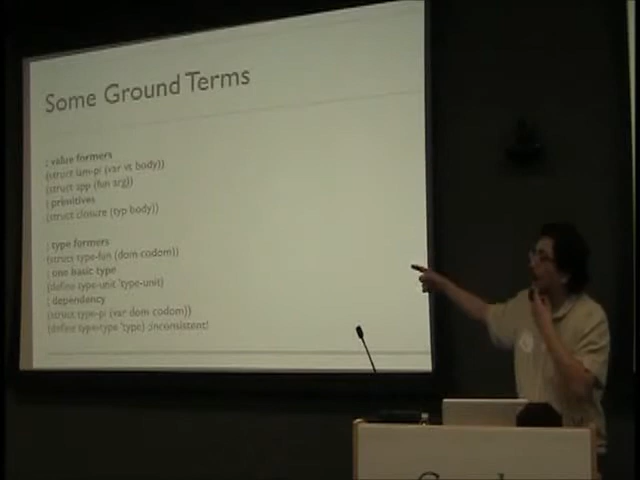 Some Ground Terms
; value formers
(struct lam-pi (var vt body))
(struct app (fun arg))
; primitives
(struct closure (typ body))
; type formers
(struct type-fun (dom codom))
; one basic type
(define type-unit 'type-unit)
; dependency
(struct type-pi (var dom codom))
(define type-type 'type) ;inconsistent!